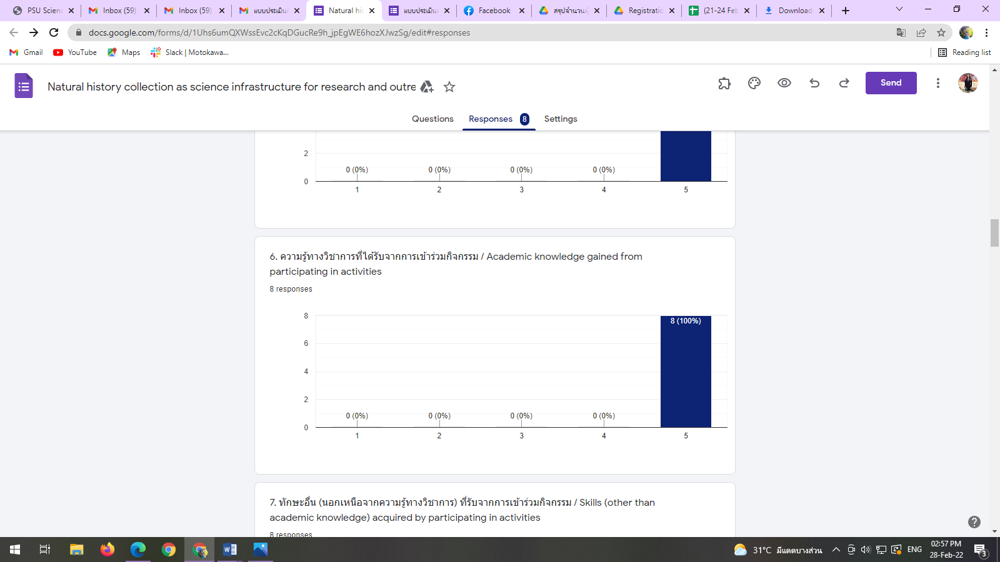 PSU Scienc
Inbox (59)
Inbox (59)
แบบประเมิน
Natural his
แบบประเมิน
Facebook
สรุปจำนวนผู้
Registratio
(21-24 Feb
Download
docs.google.com/forms/d/1Uhs6umQXWssEvc2cKqDGucRe9h_jpEgWE6hozXJwzSg/edit#responses
Gmail
YouTube
Maps
Slack | Motokawa...
Reading list
Natural history collection as science infrastructure for research and outre
Send
Questions
Responses 8
Settings
2
0 (0%) 0 (0%) 0 (0%) 0 (0%)
0
1 2 3 4 5
6. ความรู้ทางวิชาการที่ได้รับจากการเข้าร่วมกิจกรรม / Academic knowledge gained from
participating in activities
8 responses
8
8 (100%)
6
4
2
0 (0%) 0 (0%) 0 (0%) 0 (0%)
0
1 2 3 4 5
7. ทักษะอื่น (นอกเหนือจากความรู้ทางวิชาการ) ที่รับจากการเข้าร่วมกิจกรรม / Skills (other than
academic knowledge) acquired by participating in activities
8 responses
31°C มีแดดบางส่วน
ENG
02:57 PM
28-Feb-22
3